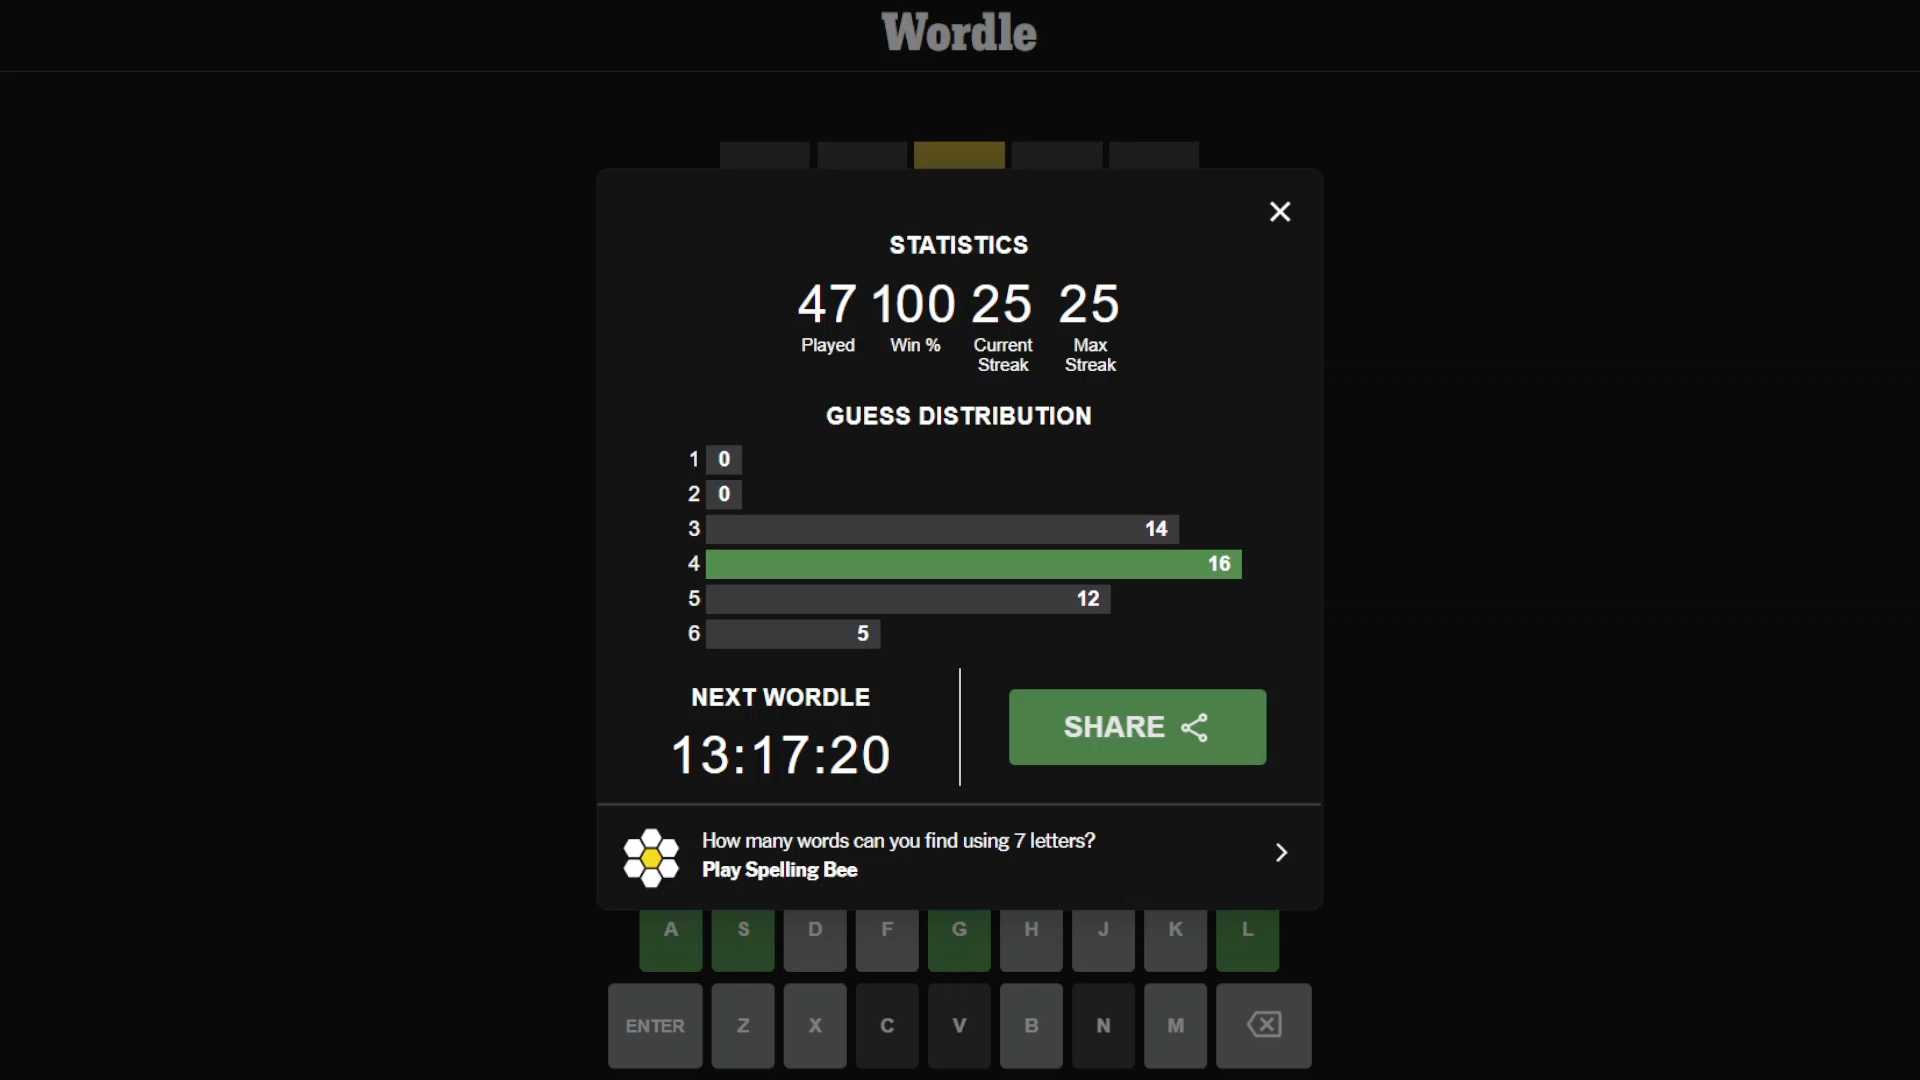 Wordle
STATISTICS
47 100 25 25
Played Win % Current Streak Max Streak
GUESS DISTRIBUTION
1 0
2 0
3 14
4 16
5 12
6 5
NEXT WORDLE
13:17:20
SHARE
How many words can you find using 7 letters?
Play Spelling Bee
A S D F G H J K L
ENTER Z X C V B N M